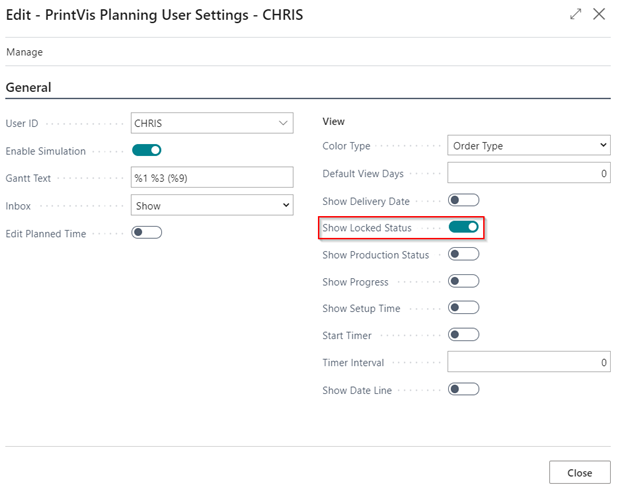 Edit - PrintVis Planning User Settings - CHRIS
Manage
General
User ID CHRIS
Enable Simulation
Gantt Text %1 %3 (%9)
Inbox Show
Edit Planned Time
View
Color Type Order Type
Default View Days 0
Show Delivery Date
Show Locked Status
Show Production Status
Show Progress
Show Setup Time
Start Timer
Timer Interval 0
Show Date Line
Close